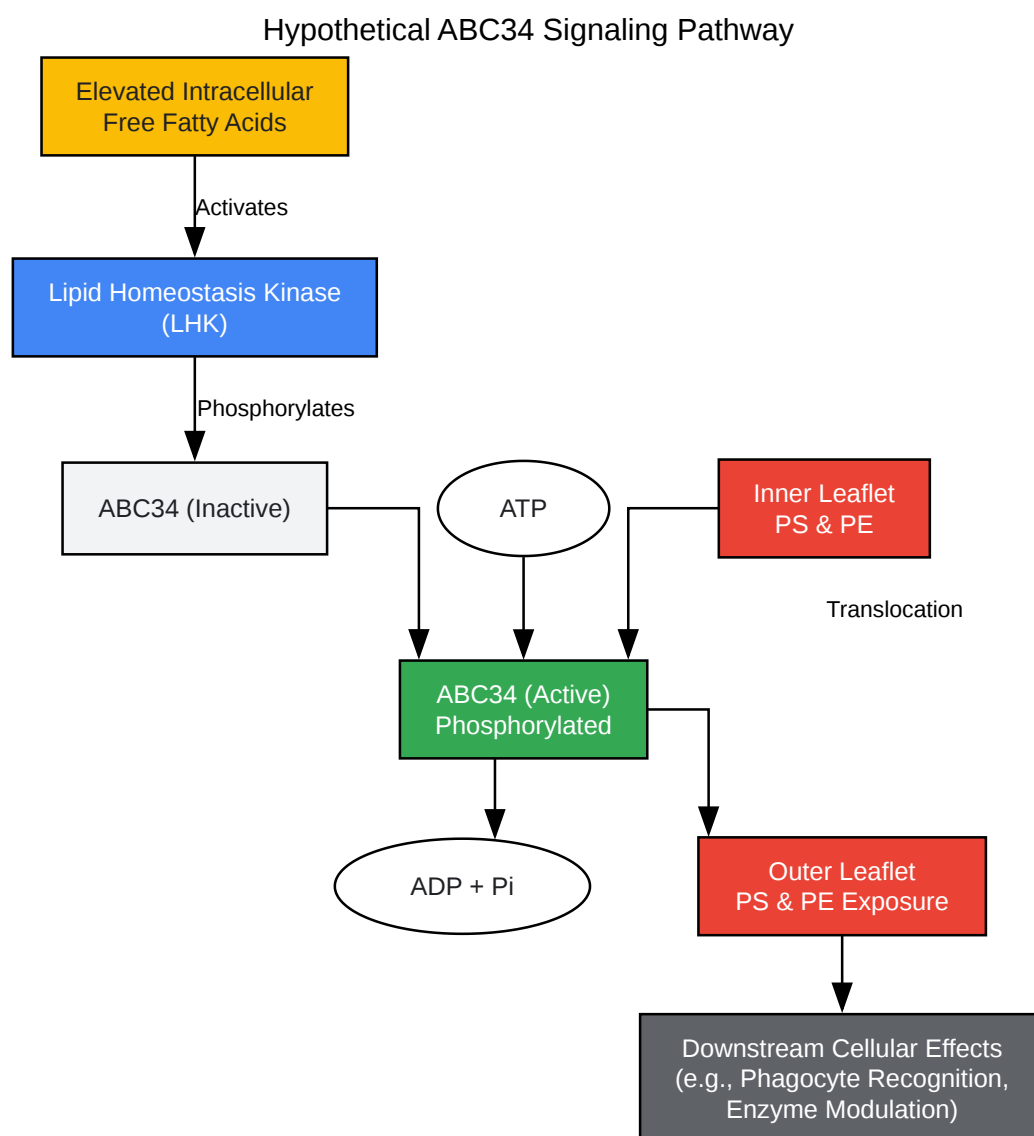 Hypothetical ABC34 Signaling Pathway
Elevated Intracellular
Free Fatty Acids
Activates
Lipid Homeostasis Kinase
(LHK)
Phosphorylates
ABC34 (Inactive)
ATP
Inner Leaflet
PS & PE
Translocation
ABC34 (Active)
Phosphorylated
ADP + Pi
Outer Leaflet
PS & PE Exposure
Downstream Cellular Effects
(e.g., Phagocyte Recognition,
Enzyme Modulation)